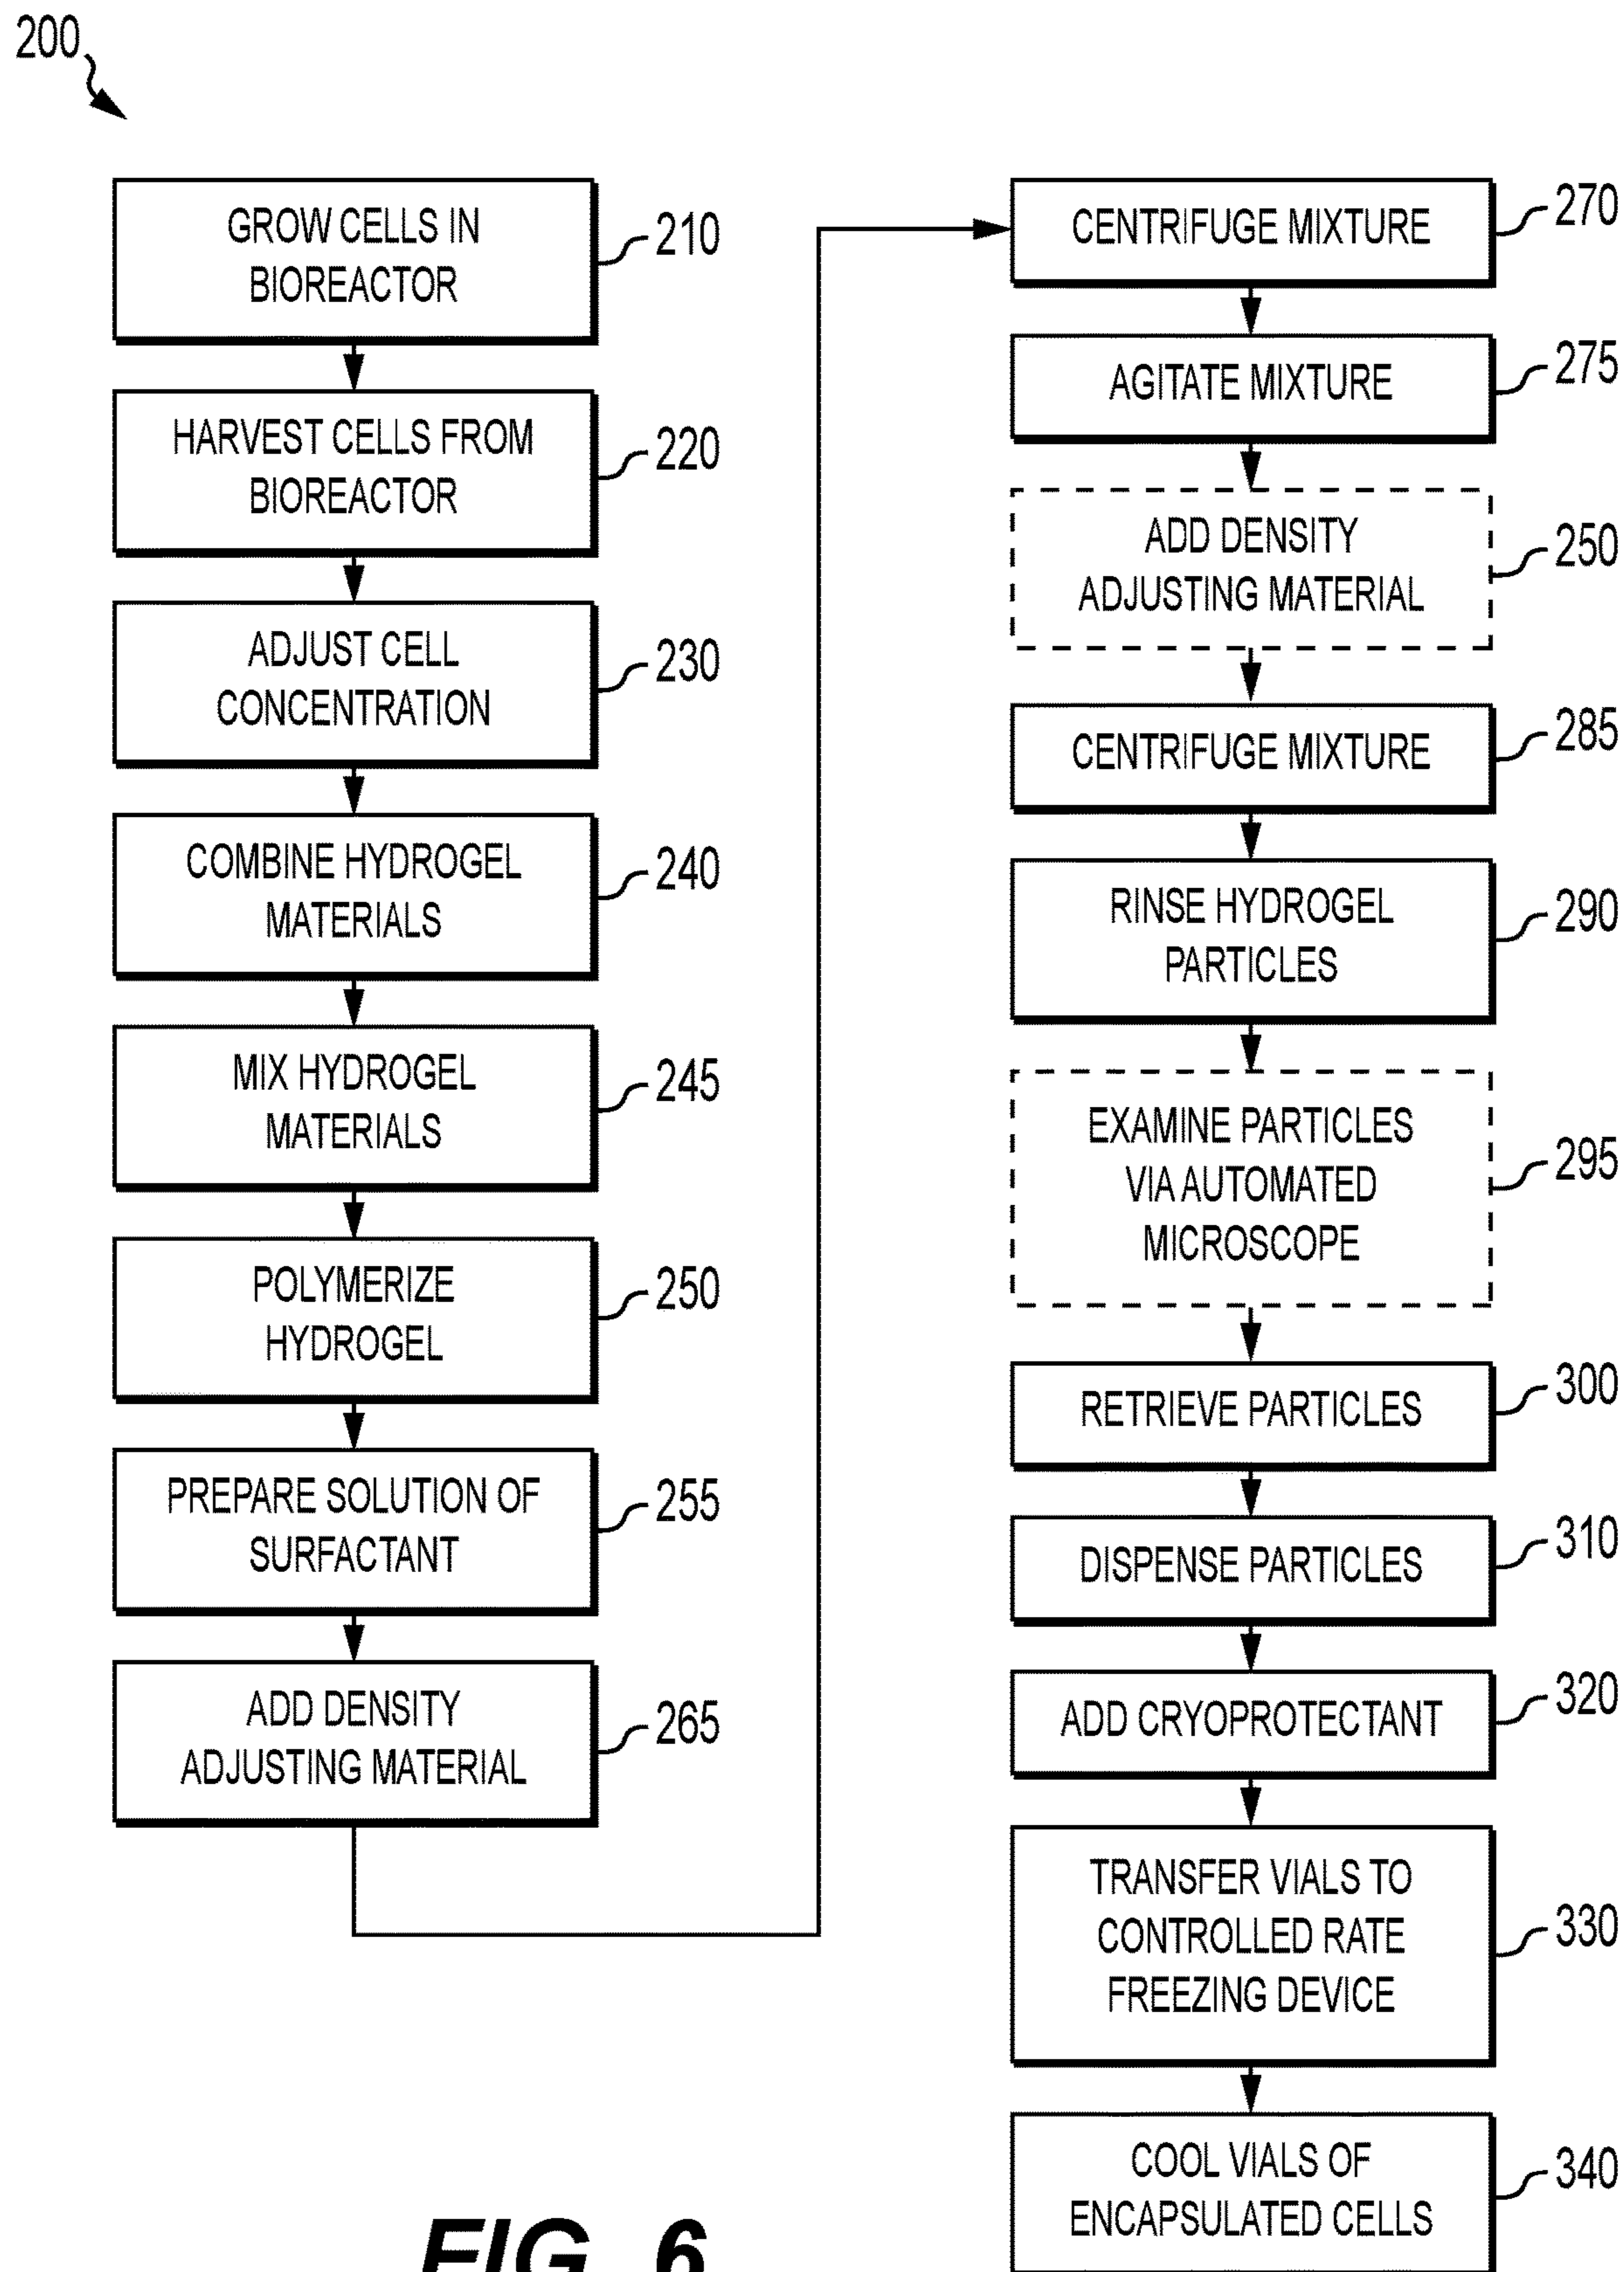 200
GROW CELLS IN
BIOREACTOR
210
HARVEST CELLS FROM
BIOREACTOR
220
ADJUST CELL
CONCENTRATION
230
COMBINE HYDROGEL
MATERIALS
240
MIX HYDROGEL
MATERIALS
245
POLYMERIZE
HYDROGEL
250
PREPARE SOLUTION OF
SURFACTANT
255
ADD DENSITY
ADJUSTING MATERIAL
265
CENTRIFUGE MIXTURE
270
AGITATE MIXTURE
275
ADD DENSITY
ADJUSTING MATERIAL
250
CENTRIFUGE MIXTURE
285
RINSE HYDROGEL
PARTICLES
290
EXAMINE PARTICLES
VIA AUTOMATED
MICROSCOPE
295
RETRIEVE PARTICLES
300
DISPENSE PARTICLES
310
ADD CRYOPROTECTANT
320
TRANSFER VIALS TO
CONTROLLED RATE
FREEZING DEVICE
330
COOL VIALS OF
ENCAPSULATED CELLS
340
FIG. 6